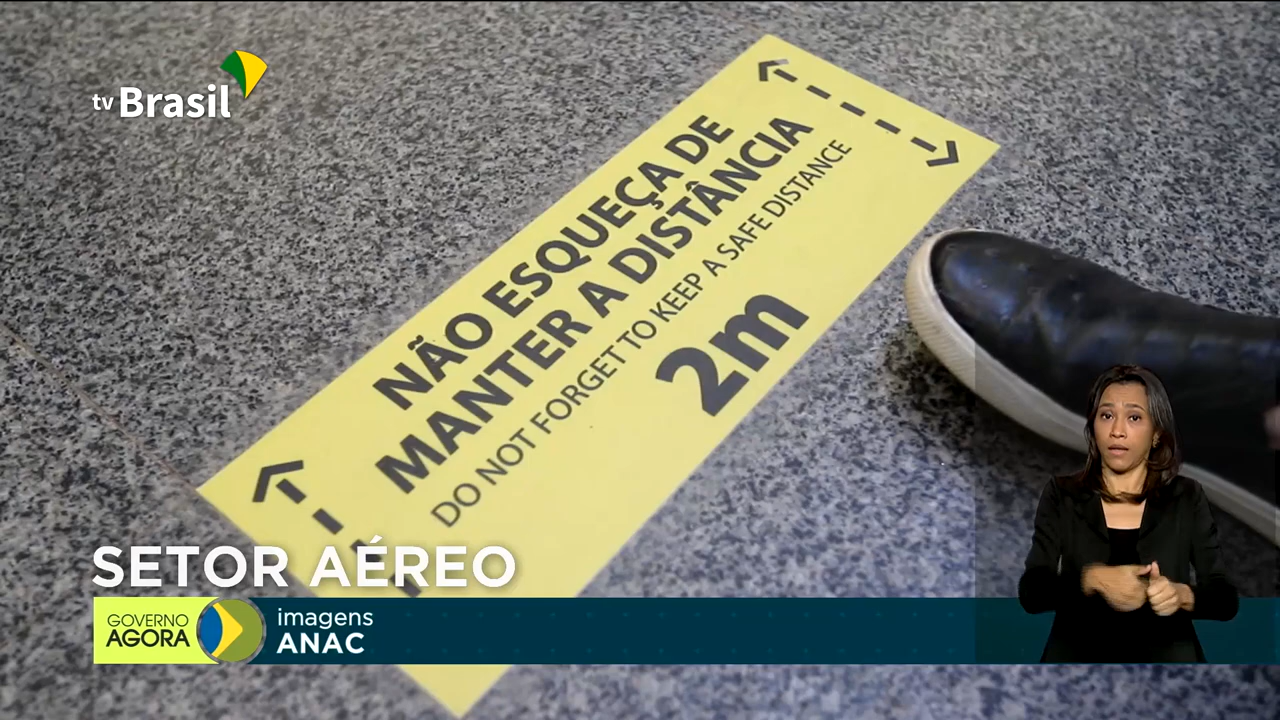 tv Brasil
NÃO ESQUEÇA DE
MANTER A DISTÂNCIA
DO NOT FORGET TO KEEP A SAFE DISTANCE
2m
SETOR AÉREO
GOVERNO
AGORA
imagens
ANAC